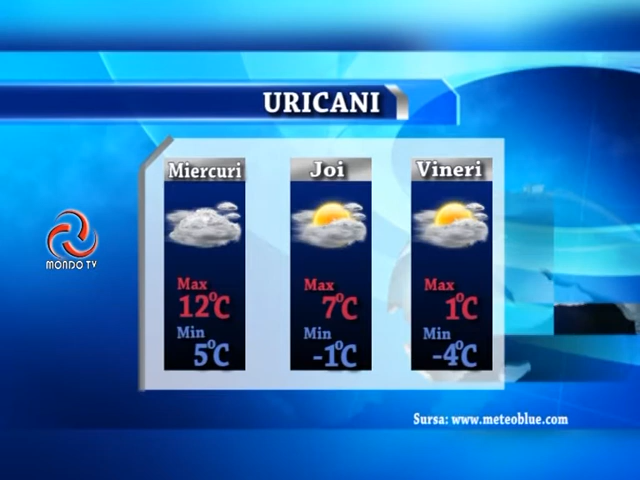 URICANI
Miercuri
Joi
Vineri
Max
12°C
Min
5°C
Max
7°C
Min
-1°C
Max
1°C
Min
-4°C
MONDO TV
Sursa: www.meteoblue.com